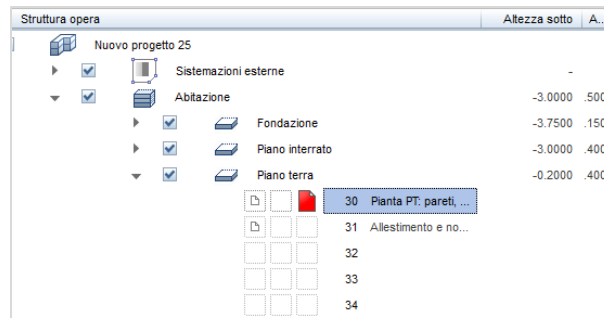 Struttura opera Altezza sotto A..
Nuovo progetto 25
Sistemazioni esterne -
Abitazione -3.0000 .500
Fondazione -3.7500 .150
Piano interrato -3.0000 .400
Piano terra -0.2000 .400
30 Pianta PT: pareti, ...
31 Allestimento e no...
32
33
34